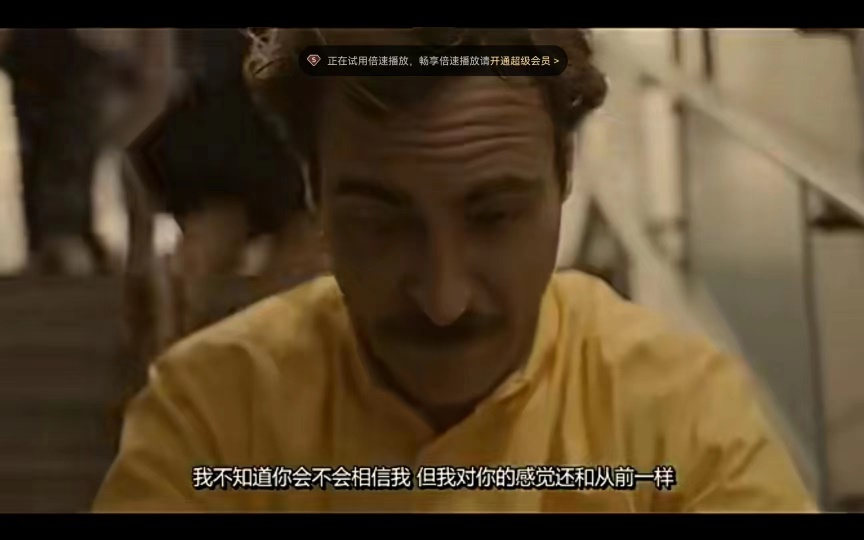 正在试用倍速播放，畅享倍速播放请开通超级会员 >
我不知道你会不会相信我 但我对你的感觉还和从前一样